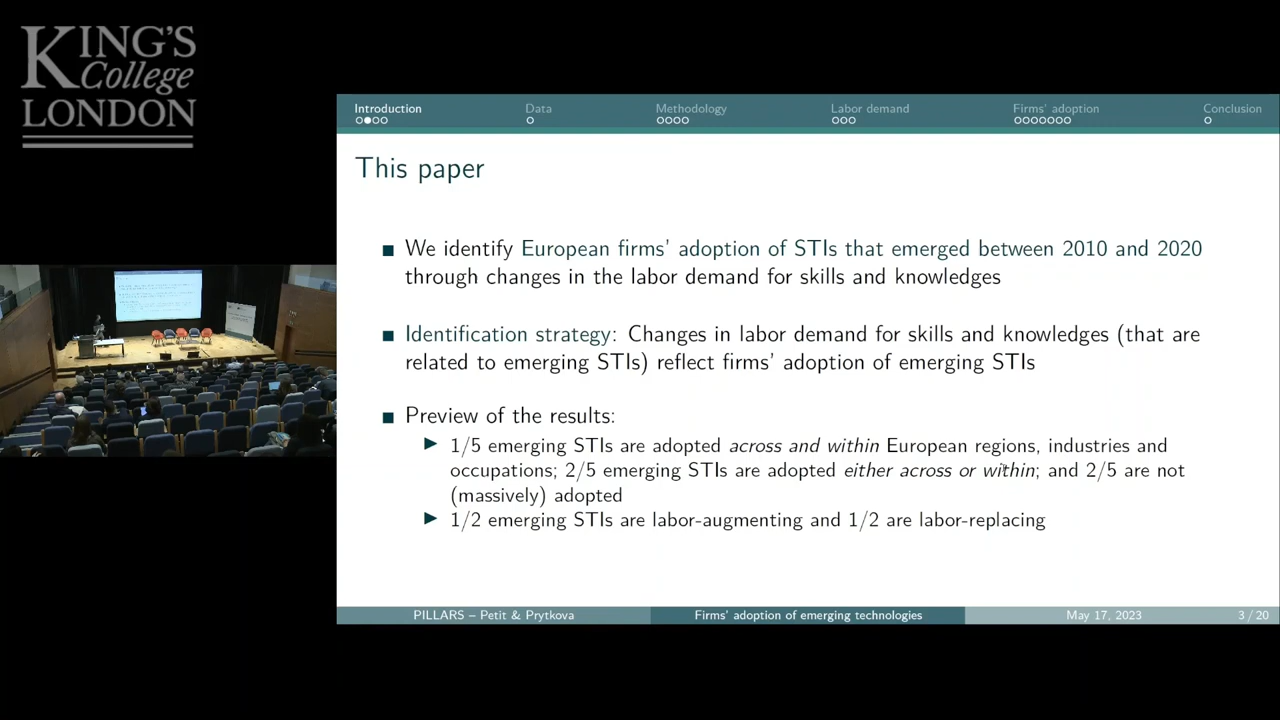 KING'S
College
LONDON
Introduction Data Methodology Labor demand Firms' adoption Conclusion
This paper
We identify European firms' adoption of STIs that emerged between 2010 and 2020
through changes in the labor demand for skills and knowledges
Identification strategy: Changes in labor demand for skills and knowledges (that are
related to emerging STIs) reflect firms' adoption of emerging STIs
Preview of the results:
1/5 emerging STIs are adopted across and within European regions, industries and
occupations; 2/5 emerging STIs are adopted either across or within; and 2/5 are not
(massively) adopted
1/2 emerging STIs are labor-augmenting and 1/2 are labor-replacing
PILLARS – Petit & Prytkova Firms' adoption of emerging technologies May 17, 2023 3 / 20